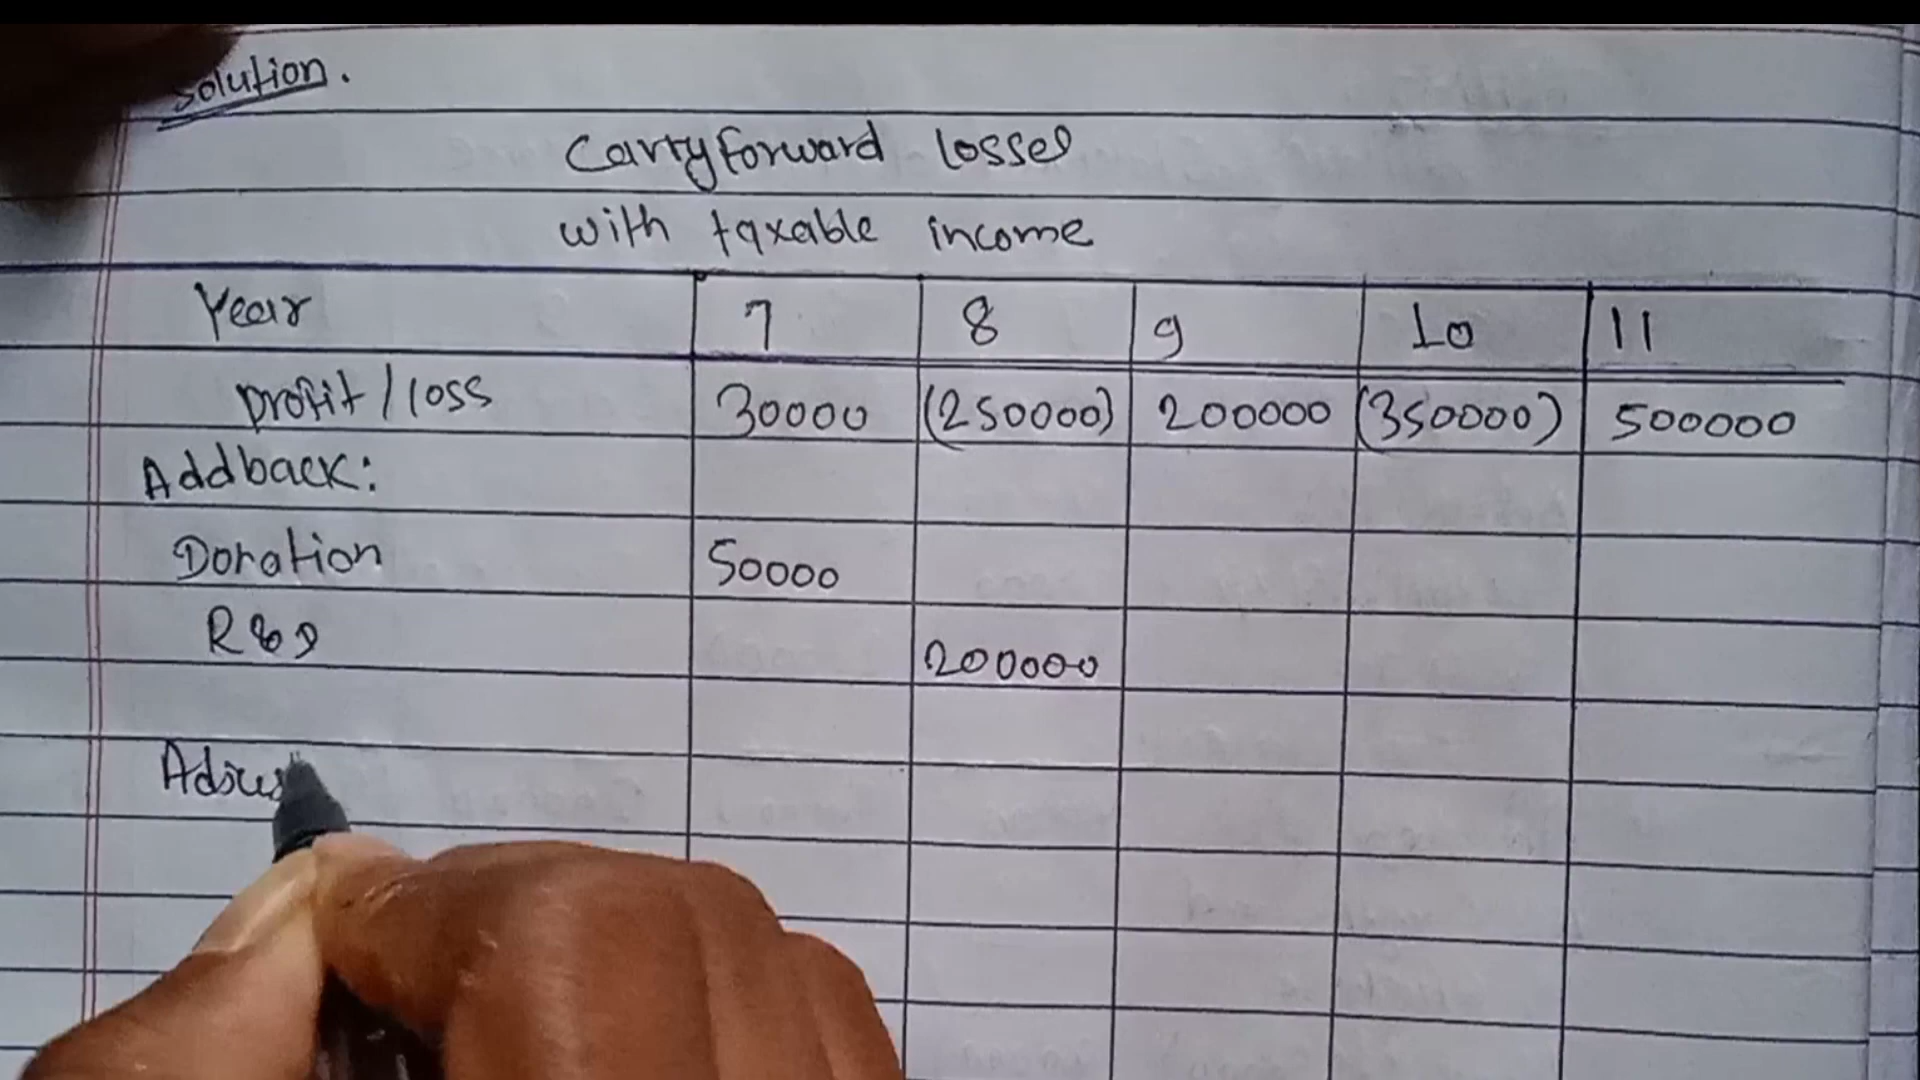 Solution.
Carryforward losses
with taxable income
Year 7 8 9 10 11
profit/loss 30000 (250000) 200000 (350000) 500000
Addback:
Donation 50000
R&D 200000